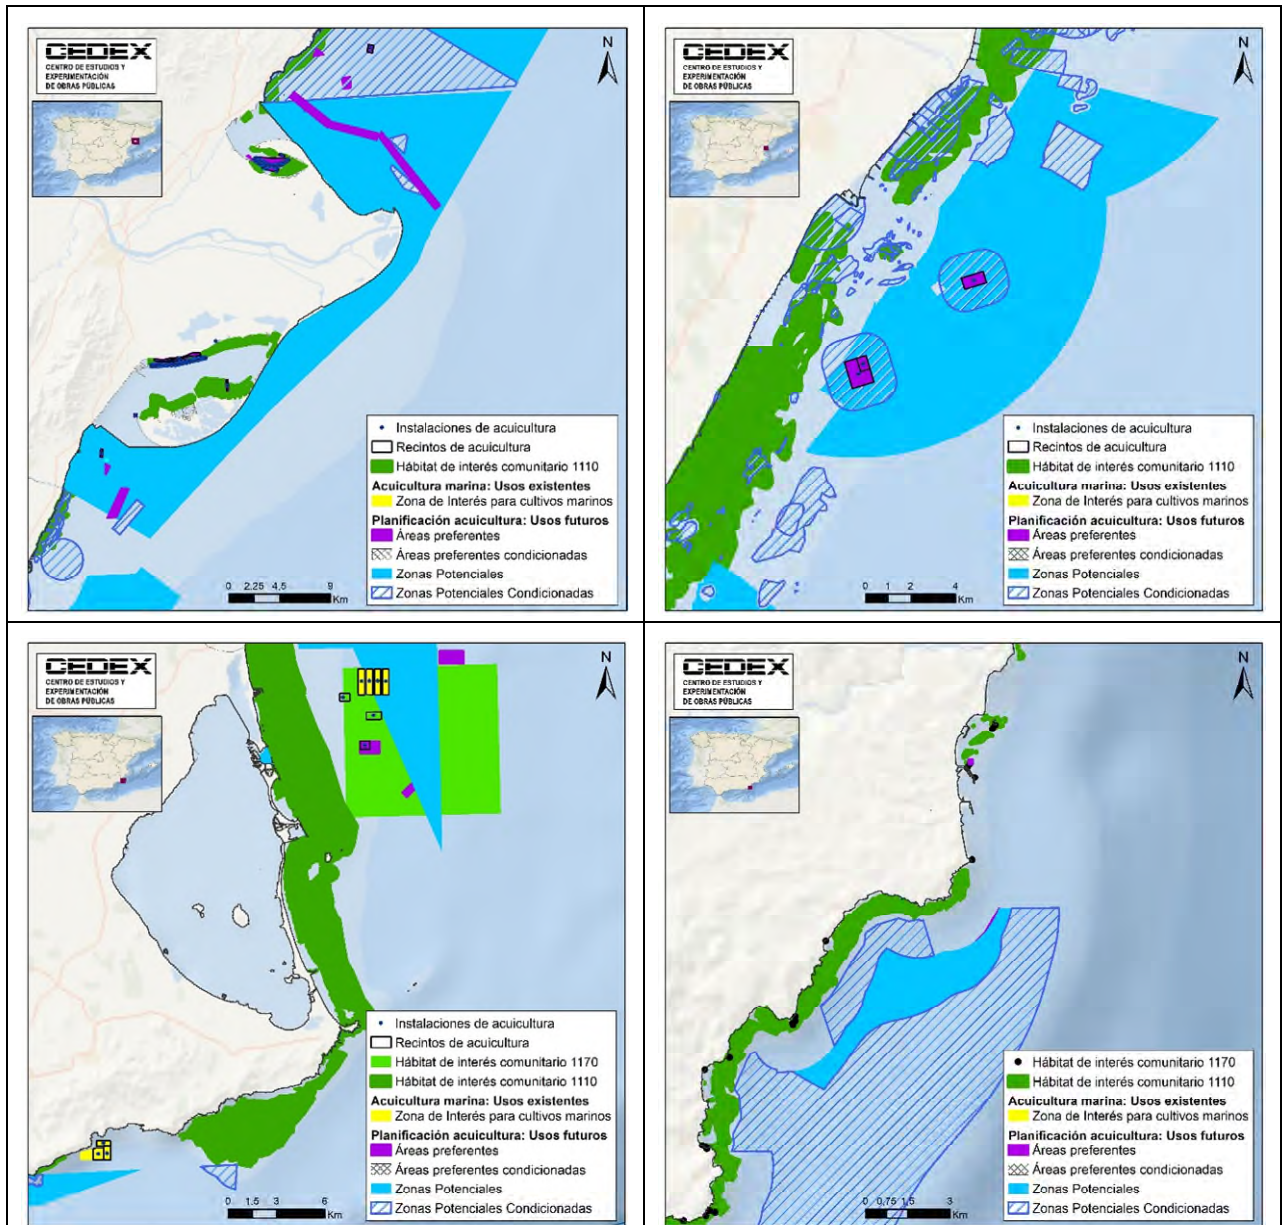 CEDEX
CENTRO DE ESTUDIOS Y
EXPERIMENTACIÓN
DE OBRAS PÚBLICAS
N
Instalaciones de acuicultura
Recintos de acuicultura
Hábitat de interés comunitario 1110
Acuicultura marina: Usos existentes
Zona de Interés para cultivos marinos
Planificación acuicultura: Usos futuros
Áreas preferentes
Áreas preferentes condicionadas
Zonas Potenciales
Zonas Potenciales Condicionadas
0 2.25 4,5 9
Km
CEDEX
CENTRO DE ESTUDIOS Y
EXPERIMENTACIÓN
DE OBRAS PÚBLICAS
N
Instalaciones de acuicultura
Recintos de acuicultura
Hábitat de interés comunitario 1110
Acuicultura marina: Usos existentes
Zona de Interés para cultivos marinos
Planificación acuicultura: Usos futuros
Áreas preferentes
Áreas preferentes condicionadas
Zonas Potenciales
Zonas Potenciales Condicionadas
0 1 2 4
Km
CEDEX
CENTRO DE ESTUDIOS Y
EXPERIMENTACIÓN
DE OBRAS PÚBLICAS
N
Instalaciones de acuicultura
Recintos de acuicultura
Hábitat de interés comunitario 1170
Hábitat de interés comunitario 1110
Acuicultura marina: Usos existentes
Zona de Interés para cultivos marinos
Planificación acuicultura: Usos futuros
Áreas preferentes
Áreas preferentes condicionadas
Zonas Potenciales
Zonas Potenciales Condicionadas
0 1.5 3 6
Km
CEDEX
CENTRO DE ESTUDIOS Y
EXPERIMENTACIÓN
DE OBRAS PÚBLICAS
N
Hábitat de interés comunitario 1170
Hábitat de interés comunitario 1110
Acuicultura marina: Usos existentes
Zona de Interés para cultivos marinos
Planificación acuicultura: Usos futuros
Áreas preferentes
Áreas preferentes condicionadas
Zonas Potenciales
Zonas Potenciales Condicionadas
0 0,75 1,5 3
Km